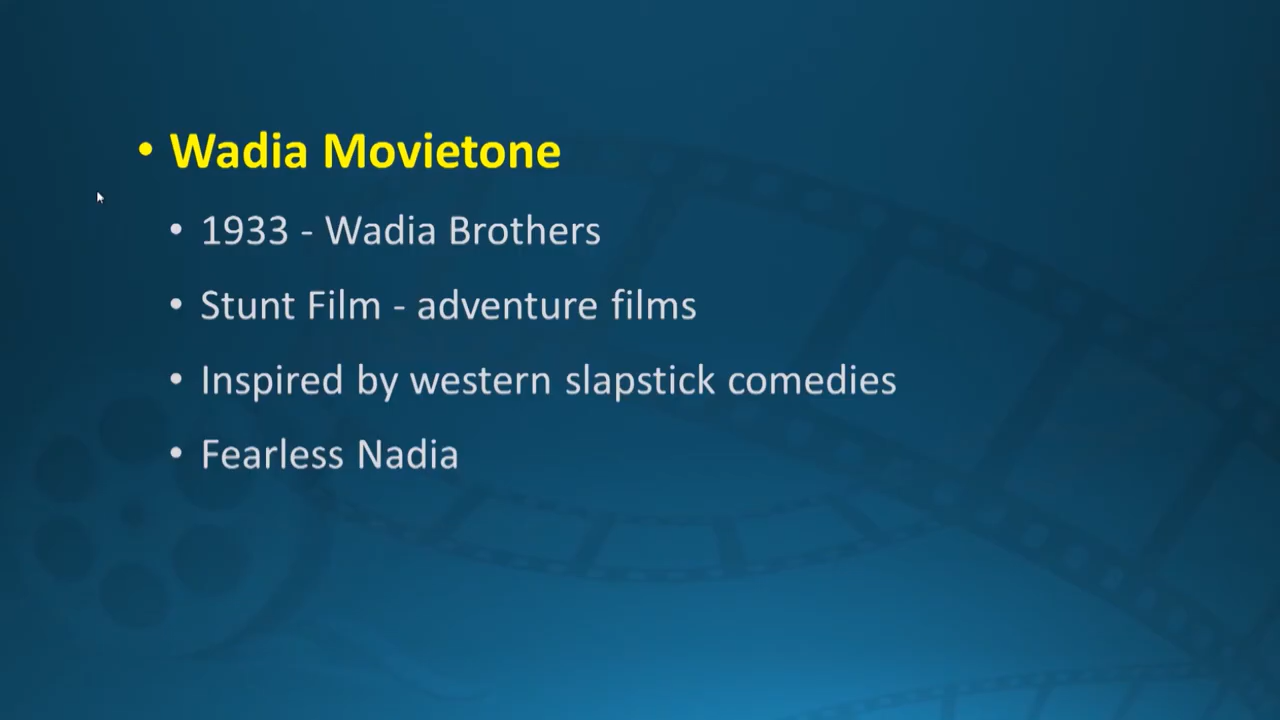 • Wadia Movietone
• 1933 - Wadia Brothers
• Stunt Film - adventure films
• Inspired by western slapstick comedies
• Fearless Nadia